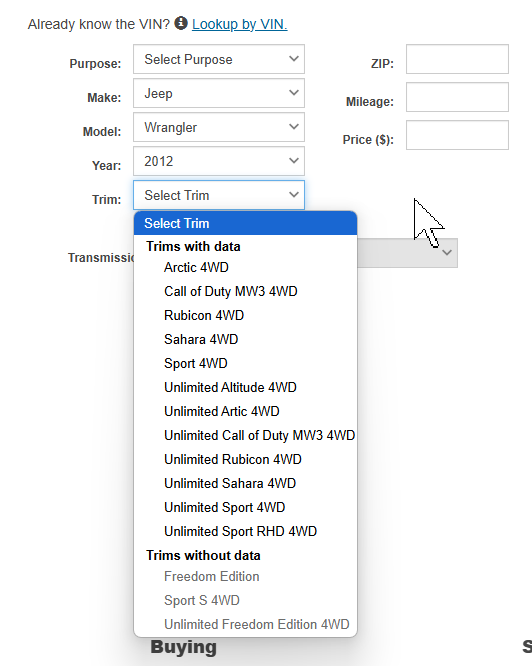 Already know the VIN? Lookup by VIN.
Purpose: Select Purpose ZIP:
Make: Jeep Mileage:
Model: Wrangler Price ($):
Year: 2012
Trim: Select Trim
Select Trim
Trims with data
Transmissio
Arctic 4WD
Call of Duty MW3 4WD
Rubicon 4WD
Sahara 4WD
Sport 4WD
Unlimited Altitude 4WD
Unlimited Artic 4WD
Unlimited Call of Duty MW3 4WD
Unlimited Rubicon 4WD
Unlimited Sahara 4WD
Unlimited Sport 4WD
Unlimited Sport RHD 4WD
Trims without data
Freedom Edition
Sport S 4WD
Unlimited Freedom Edition 4WD
Buying S